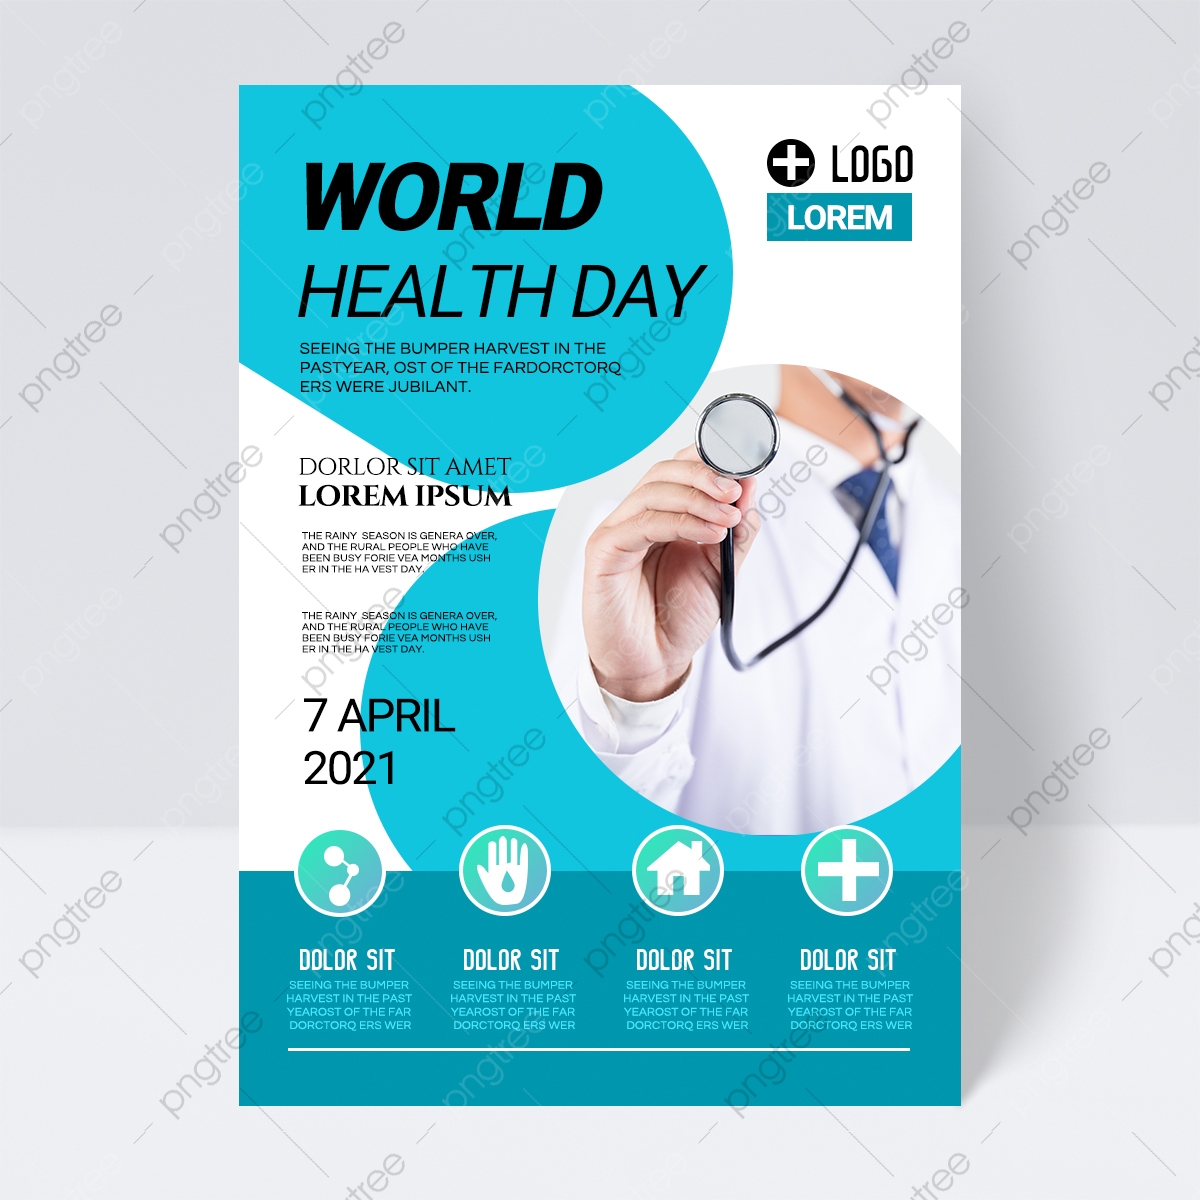 WORLD
HEALTH DAY
SEEING THE BUMPER HARVEST IN THE
PASTYEAR, OST OF THE FARDORCTORQ
ERS WERE JUBILANT.
LOGO
LOREM
DORLOR SIT AMET
LOREM IPSUM
THE RAINY SEASON IS GENERA OVER,
AND THE RURAL PEOPLE WHO HAVE
BEEN BUSY FORIE VEA MONTHS USH
ER IN THE HA VEST DAY.
THE RAINY SEASON IS GENERA OVER,
AND THE RURAL PEOPLE WHO HAVE
BEEN BUSY FORIE VEA MONTHS USH
ER IN THE HA VEST DAY.
7 APRIL
2021
DOLOR SIT
SEEING THE BUMPER
HARVEST IN THE PAST
YEAROST OF THE FAR
DORCTORQ ERS WER
DOLOR SIT
SEEING THE BUMPER
HARVEST IN THE PAST
YEAROST OF THE FAR
DORCTORQ ERS WER
DOLOR SIT
SEEING THE BUMPER
HARVEST IN THE PAST
YEAROST OF THE FAR
DORCTORQ ERS WER
DOLOR SIT
SEEING THE BUMPER
HARVEST IN THE PAST
YEAROST OF THE FAR
DORCTORQ ERS WER
pngtree